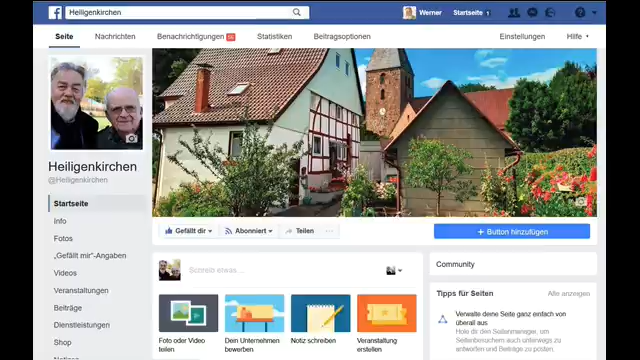 Heiligenkirchen
Werner
Startseite 1
Seite
Nachrichten
Benachrichtigungen
Statistiken
Beitragsoptionen
Einstellungen
Hilfe
Heiligenkirchen
@Heiligenkirchen
Startseite
Info
Fotos
„Gefällt mir“-Angaben
Videos
Veranstaltungen
Beiträge
Dienstleistungen
Shop
Gefällt dir
Abonniert
Teilen
+ Button hinzufügen
Schreib etwas ...
Foto oder Video
teilen
Dein Unternehmen
bewerben
Notiz schreiben
Veranstaltung
erstellen
Community
Tipps für Seiten
Alle anzeigen
Verwalte deine Seite ganz einfach von
überall aus
Hole dir den Seitenmanager, um
Seitenbesuchern auch unterwegs zu
antworten und Beiträge zu posten.